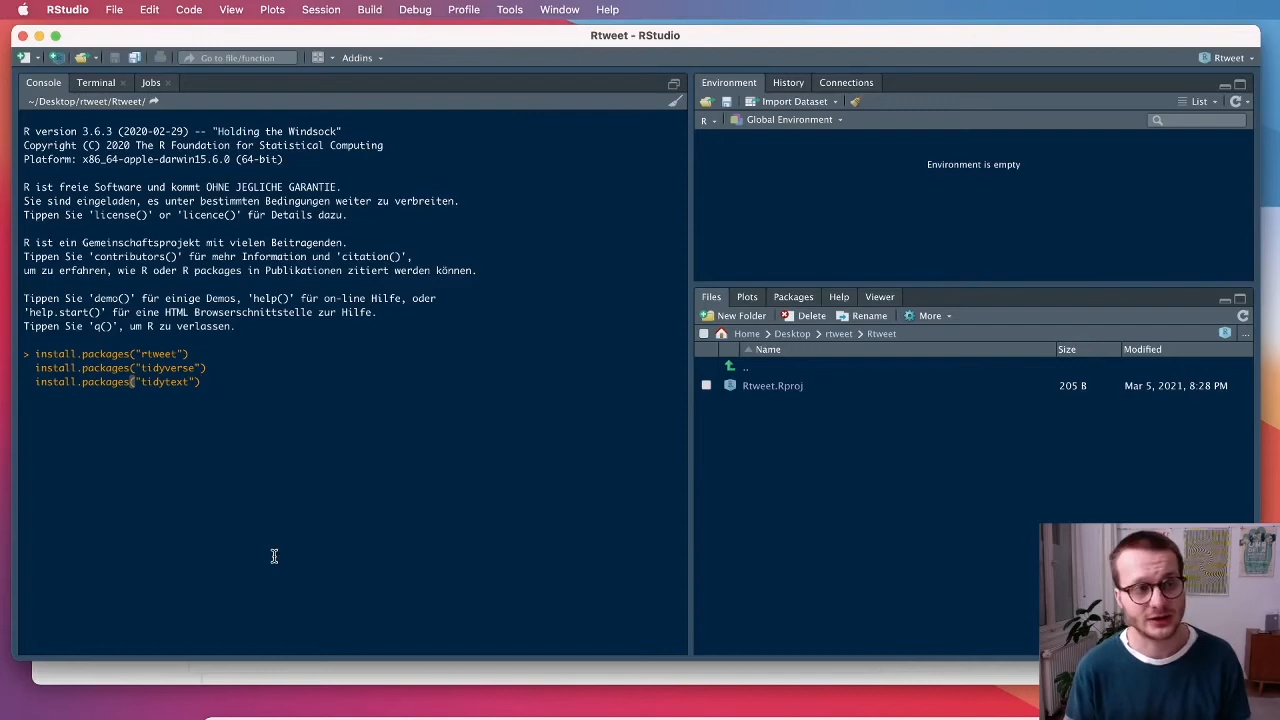 RStudio File Edit Code View Plots Session Build Debug Profile Tools Window Help
Rtweet - RStudio
Go to file/function Addins Rtweet
Console Terminal Jobs
~/Desktop/rtweet/Rtweet/
R version 3.6.3 (2020-02-29) -- "Holding the Windsock"
Copyright (C) 2020 The R Foundation for Statistical Computing
Platform: x86_64-apple-darwin15.6.0 (64-bit)
R ist freie Software und kommt OHNE JEGLICHE GARANTIE.
Sie sind eingeladen, es unter bestimmten Bedingungen weiter zu verbreiten.
Tippen Sie 'license()' or 'licence()' für Details dazu.
R ist ein Gemeinschaftsprojekt mit vielen Beitragenden.
Tippen Sie 'contributors()' für mehr Information und 'citation()',
um zu erfahren, wie R oder R packages in Publikationen zitiert werden können.
Tippen Sie 'demo()' für einige Demos, 'help()' für on-line Hilfe, oder
'help.start()' für eine HTML Browserschnittstelle zur Hilfe.
Tippen Sie 'q()', um R zu verlassen.
> install.packages("rtweet")
install.packages("tidyverse")
install.packages("tidytext")
Environment History Connections
Import Dataset List
R Global Environment
Environment is empty
Files Plots Packages Help Viewer
New Folder Delete Rename More
Home Desktop rtweet Rtweet ...
Name Size Modified
..
Rtweet.Rproj 205 B Mar 5, 2021, 8:28 PM